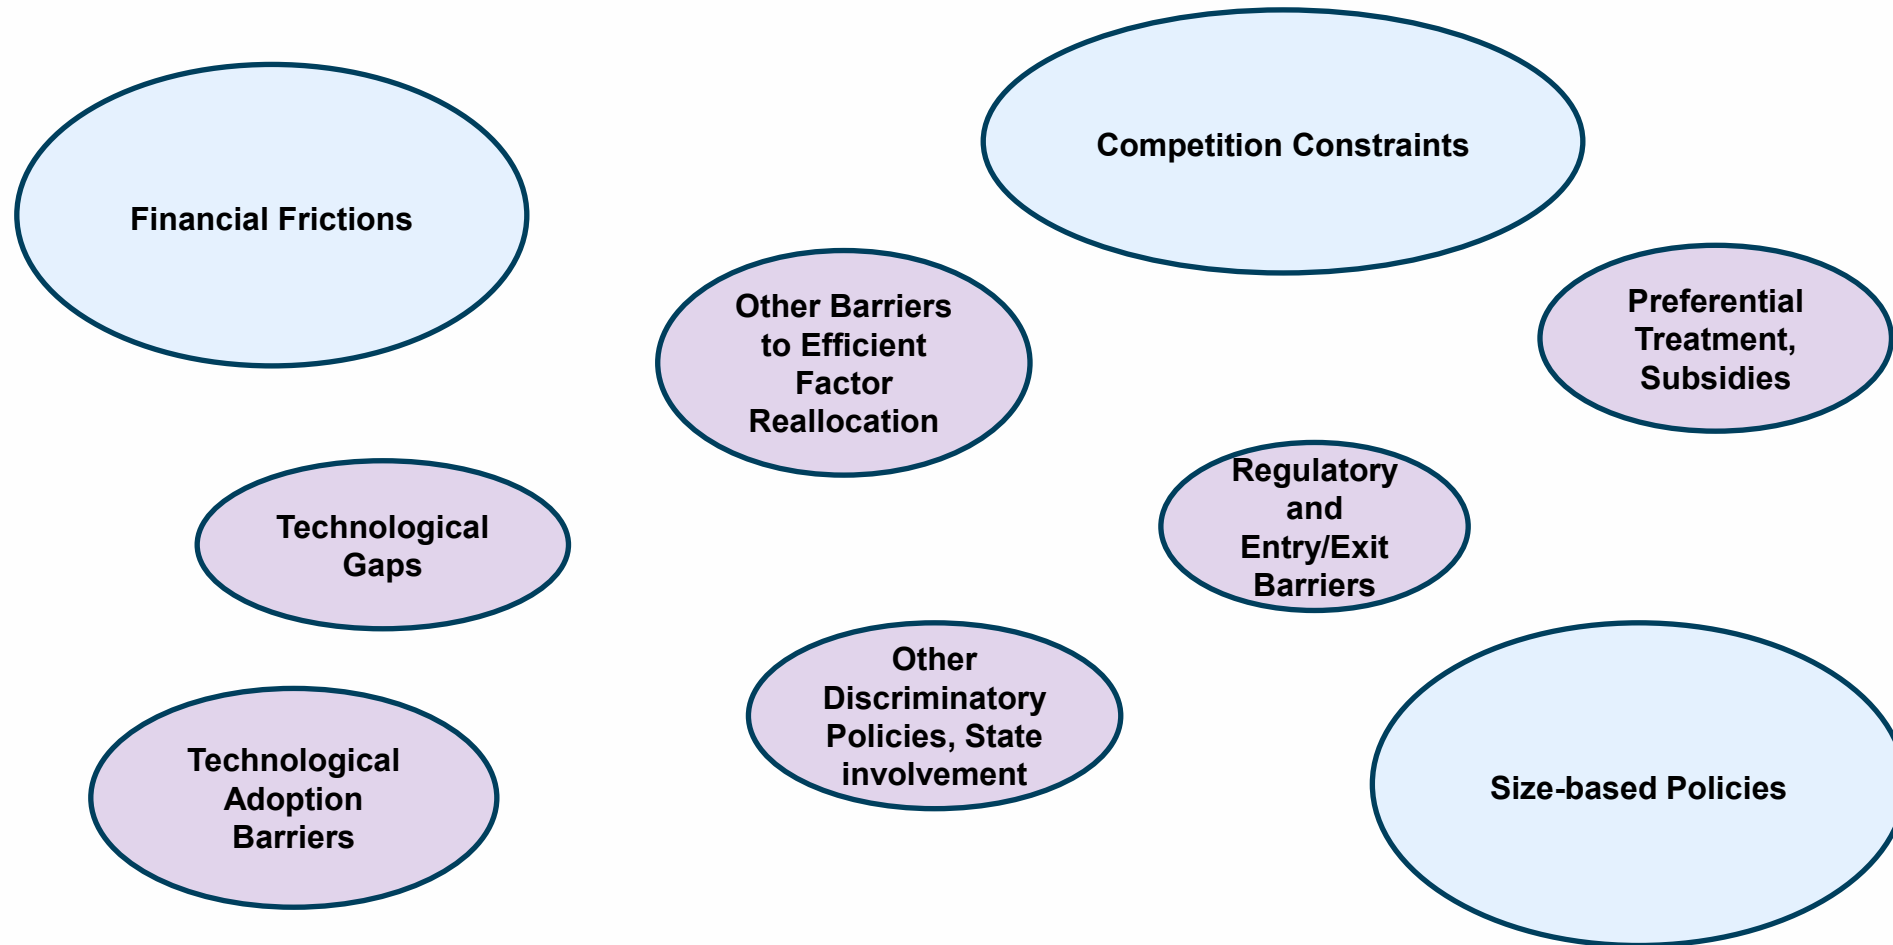 Financial Frictions
Competition Constraints
Other Barriers
to Efficient
Factor
Reallocation
Preferential
Treatment,
Subsidies
Technological
Gaps
Regulatory
and
Entry/Exit
Barriers
Other
Discriminatory
Policies, State
involvement
Technological
Adoption
Barriers
Size-based Policies